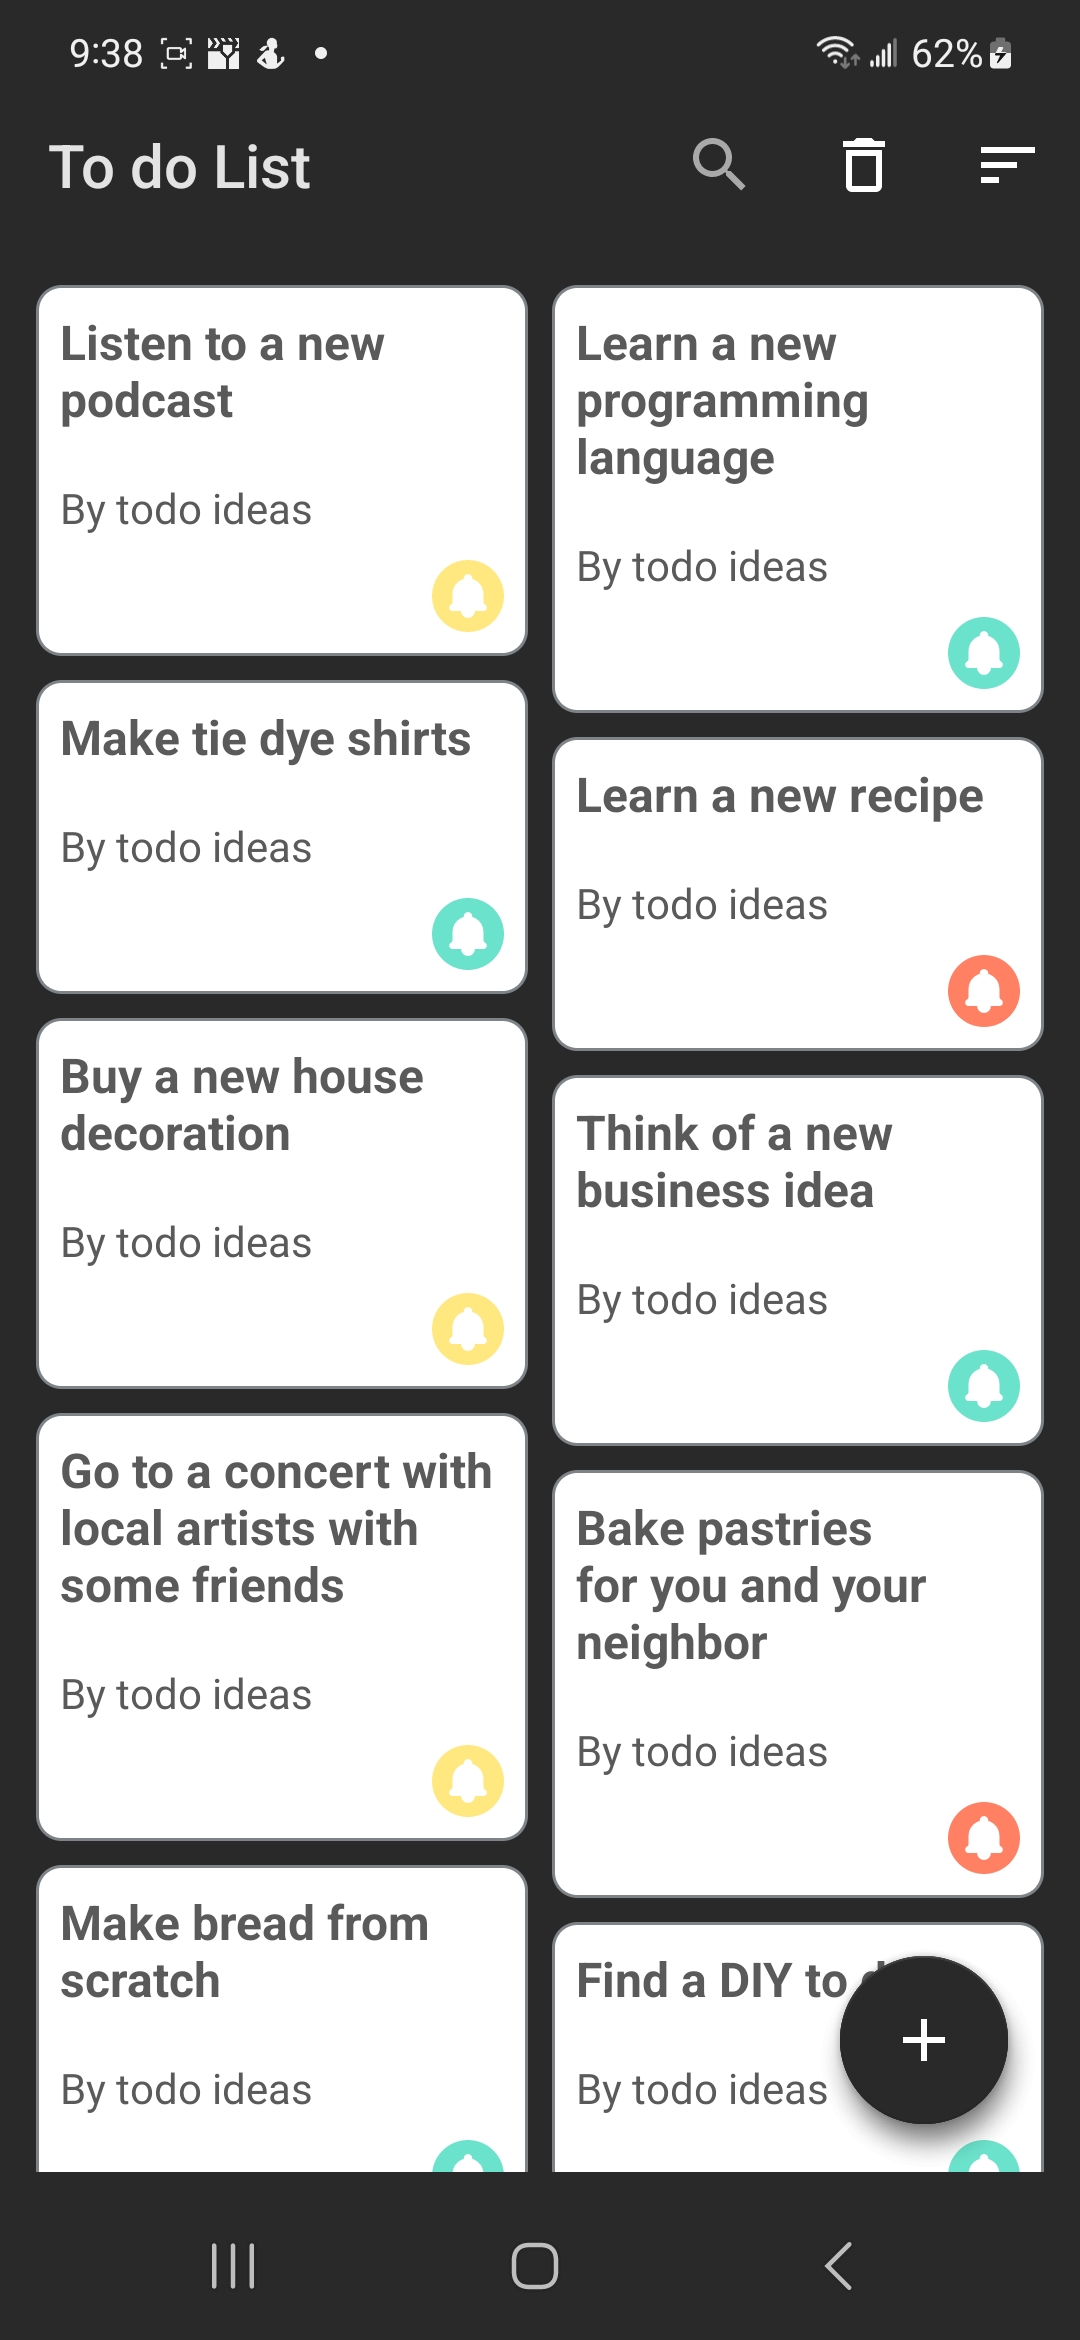 9:38
62%
To do List
Listen to a new
podcast
By todo ideas
Learn a new
programming
language
By todo ideas
Make tie dye shirts
By todo ideas
Learn a new recipe
By todo ideas
Buy a new house
decoration
By todo ideas
Think of a new
business idea
By todo ideas
Go to a concert with
local artists with
some friends
By todo ideas
Bake pastries
for you and your
neighbor
By todo ideas
Make bread from
scratch
By todo ideas
Find a DIY to
By todo ideas